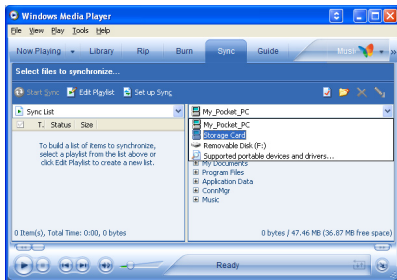 Windows Media Player
File View Play Tools Help
Now Playing Library Rip Burn Sync Guide Music
Select files to synchronize...
Start Sync Edit Playlist Set up Sync
Sync List My_Pocket_PC
T. Status Size
My_Pocket_PC
Storage Card
Removable Disk (F:)
Supported portable devices and drivers...
To build a list of items to synchronize,
select a playlist from the list above or
click Edit Playlist to create a new list.
My Documents
Program Files
Application Data
ConnMgr
Music
0 Item(s), Total Time: 0:00, 0 bytes 0 bytes / 47.46 MB (36.87 MB free space)
Ready